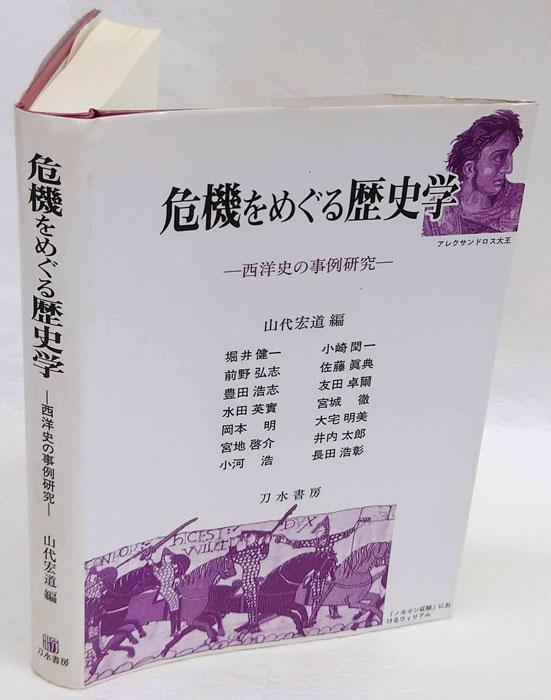 危機をめぐる歴史学
―西洋史の事例研究―
山代宏道 編
刀水書房
危機をめぐる歴史学
アレクサンドロス大王
―西洋史の事例研究―
山代宏道 編
堀井健一
前野 弘志
豊田 浩志
水田 英實
岡本 明
宮地 啓介
小河 浩
小崎閏一
佐藤 眞典
友田 卓爾
宮城 徹
大宅 明美
井内 太郎
長田 浩彰
刀水書房
HIC EST
DVX
VVILEL
「ノルマン征服」にお
けるウィリアム